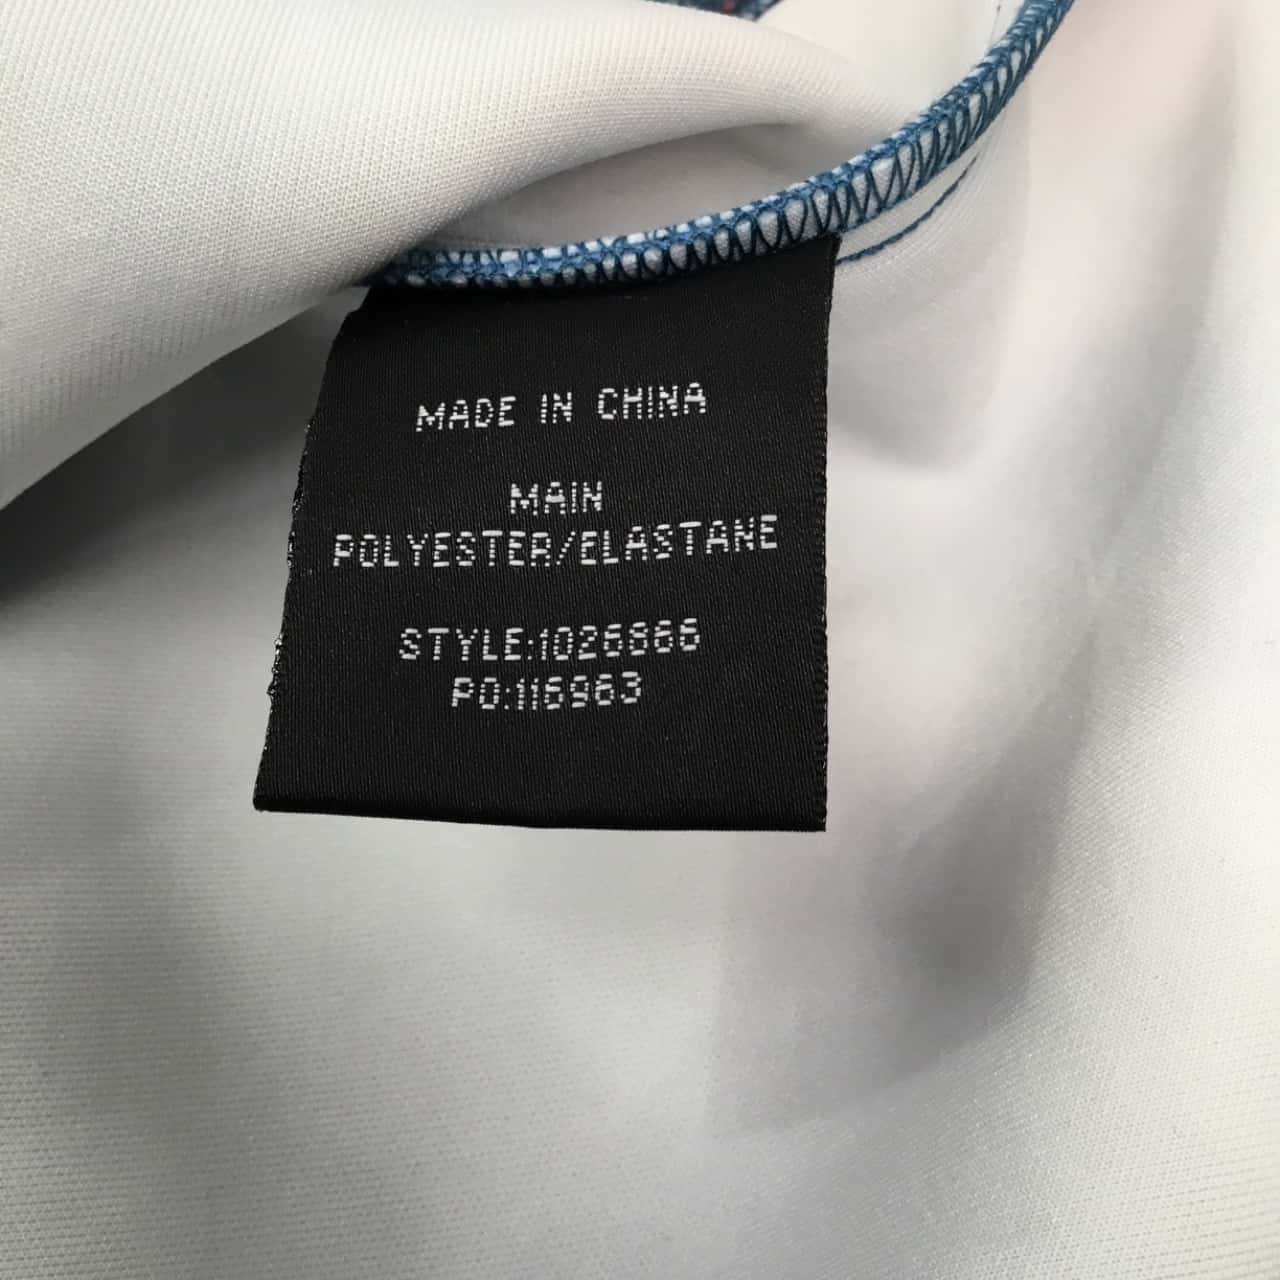 MADE IN CHINA
MAIN
POLYESTER/ELASTANE
STYLE:1026866
PO:116963